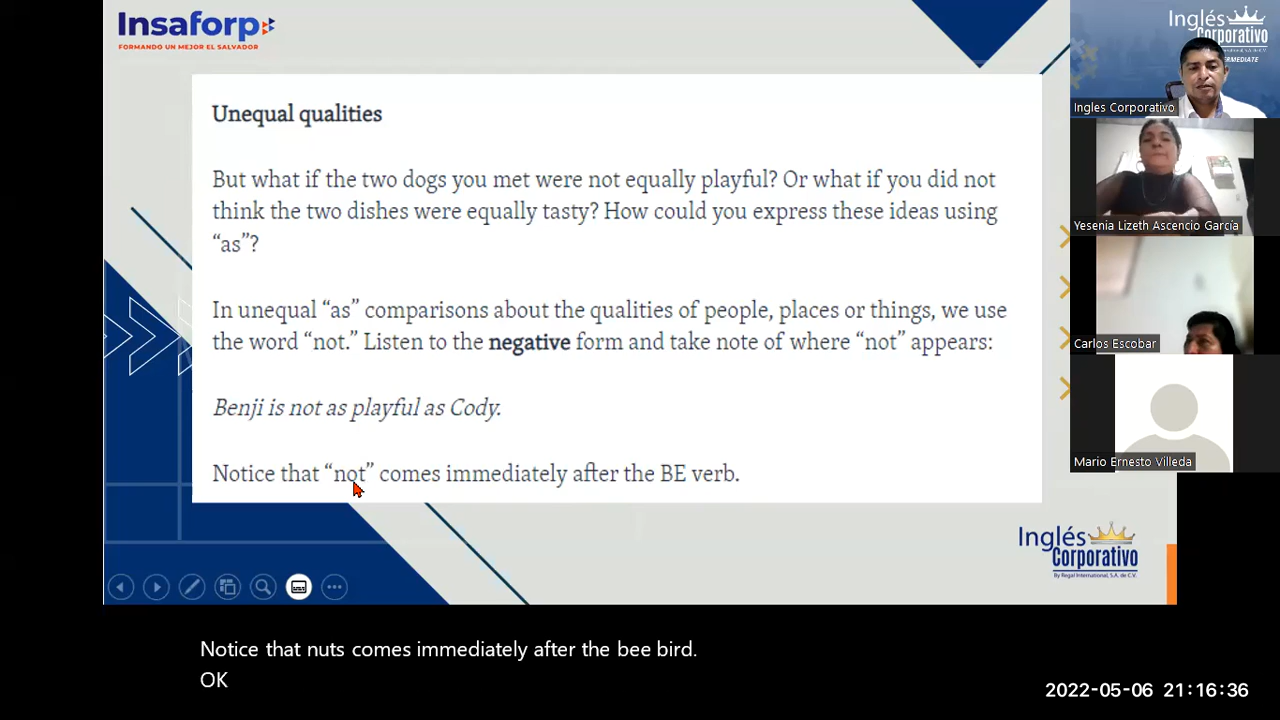 Insaforp
FORMANDO UN MEJOR EL SALVADOR
Unequal qualities
But what if the two dogs you met were not equally playful? Or what if you did not
think the two dishes were equally tasty? How could you express these ideas using
“as”?
In unequal “as” comparisons about the qualities of people, places or things, we use
the word “not.” Listen to the negative form and take note of where “not” appears:
Benji is not as playful as Cody.
Notice that “not” comes immediately after the BE verb.
Inglés
Corporativo
By Regal International, S.A. de C.V.
Inglés
Corporativo
Ingles Corporativo
Yesenia Lizeth Ascencio García
Carlos Escobar
Mario Ernesto Villeda
Notice that nuts comes immediately after the bee bird.
OK
2022-05-06 21:16:36